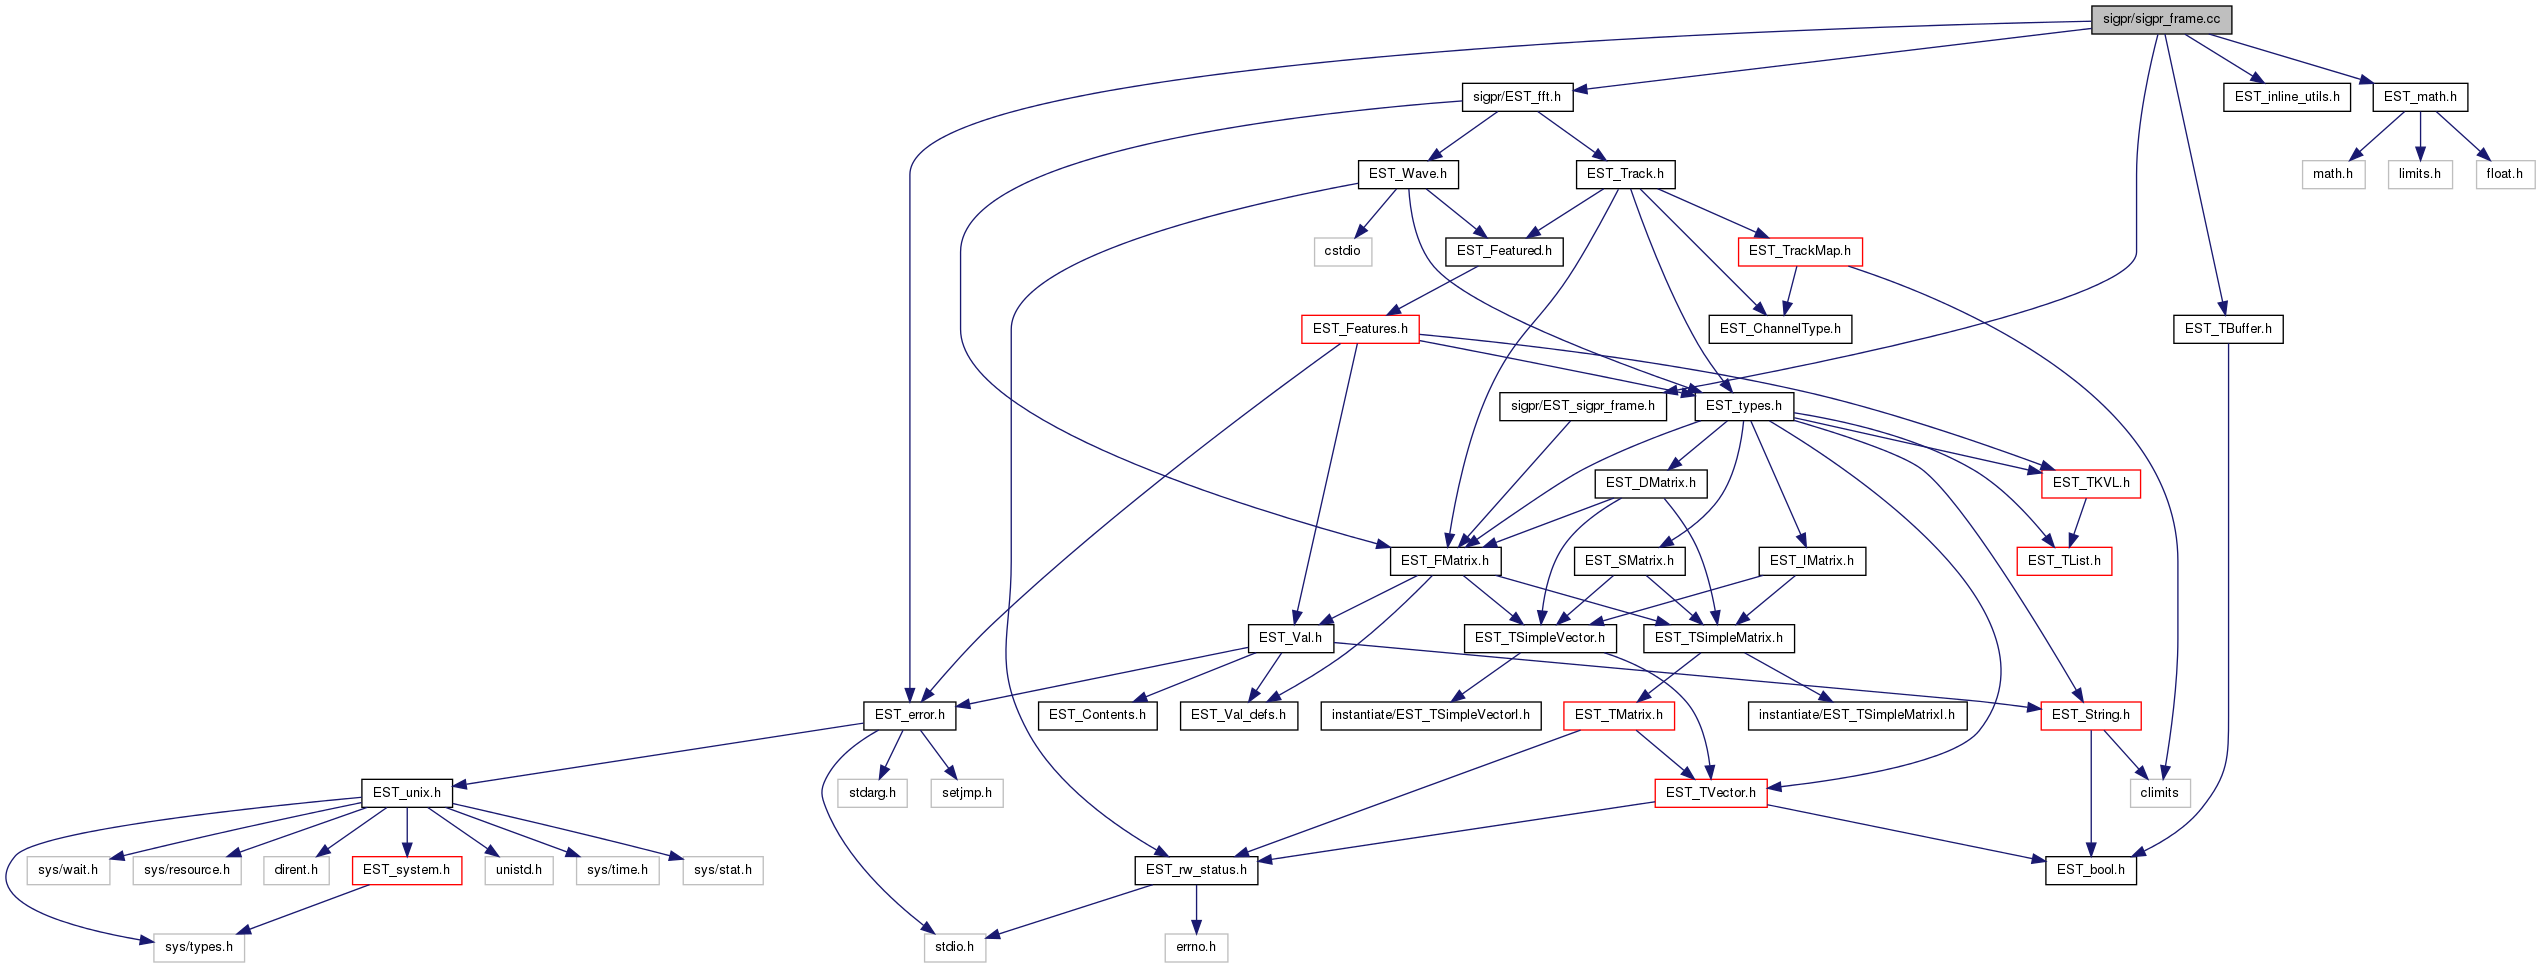 sigpr/sigpr_frame.cc
sigpr/EST_fft.h
EST_inline_utils.h
EST_math.h
EST_Wave.h
EST_Track.h
math.h
limits.h
float.h
cstdio
EST_Featured.h
EST_TrackMap.h
EST_Features.h
EST_ChannelType.h
EST_TBuffer.h
sigpr/EST_sigpr_frame.h
EST_types.h
EST_DMatrix.h
EST_TKVL.h
EST_FMatrix.h
EST_SMatrix.h
EST_IMatrix.h
EST_TList.h
EST_Val.h
EST_TSimpleVector.h
EST_TSimpleMatrix.h
EST_error.h
EST_Contents.h
EST_Val_defs.h
instantiate/EST_TSimpleVectorI.h
EST_TMatrix.h
instantiate/EST_TSimpleMatrixI.h
EST_String.h
EST_unix.h
stdarg.h
setjmp.h
EST_TVector.h
climits
sys/wait.h
sys/resource.h
dirent.h
EST_system.h
unistd.h
sys/time.h
sys/stat.h
EST_rw_status.h
EST_bool.h
sys/types.h
stdio.h
errno.h